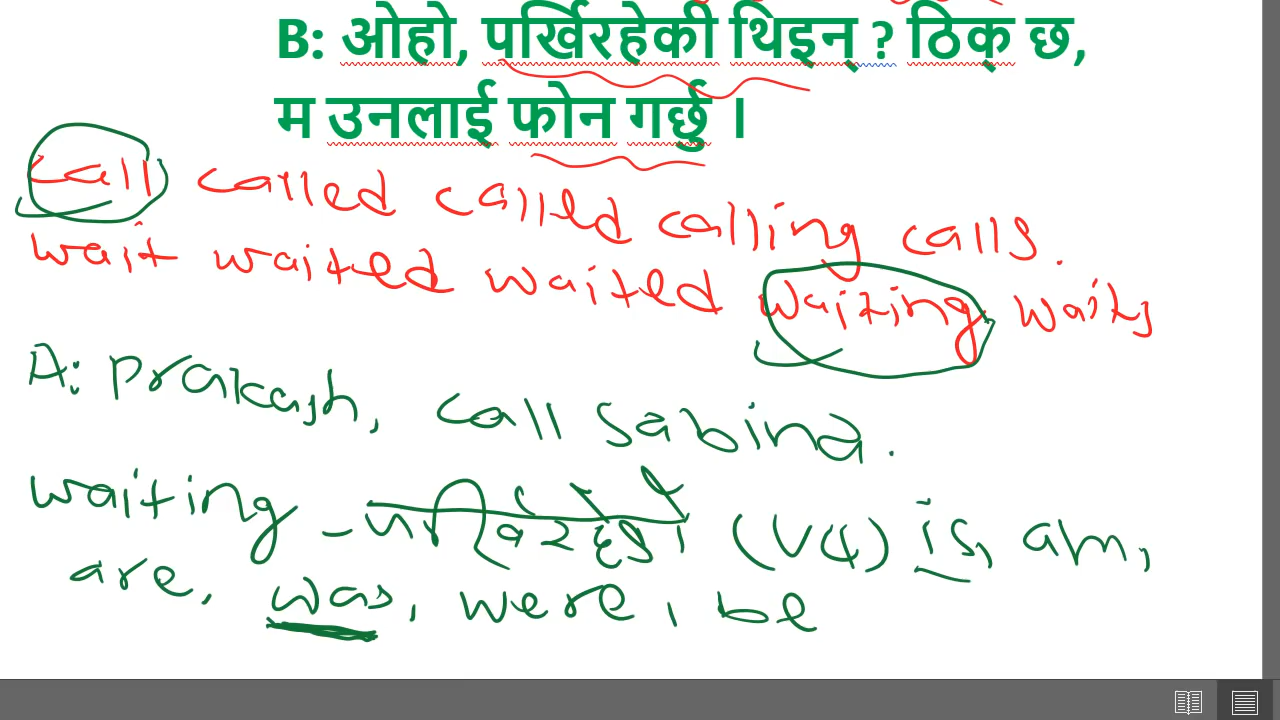 B: ओहो, पर्खिरहेकी थिइन् ? ठिक् छ,
म उनलाई फोन गर्छु ।
call called called calling calls.
wait waited waited waiting waits
A: Prakash, call Sabina.
waiting - पर्खिरहेको (V4) is, am,
are, was, were, be